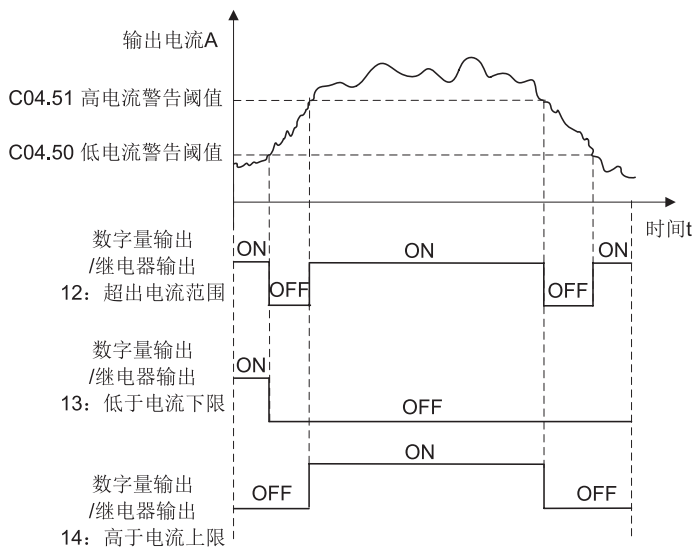 输出电流A
C04.51 高电流警告阈值
C04.50 低电流警告阈值
时间t
数字量输出
/继电器输出
12：超出电流范围
ON
OFF
ON
OFF
ON
数字量输出
/继电器输出
13：低于电流下限
ON
OFF
数字量输出
/继电器输出
14：高于电流上限
OFF
ON
OFF